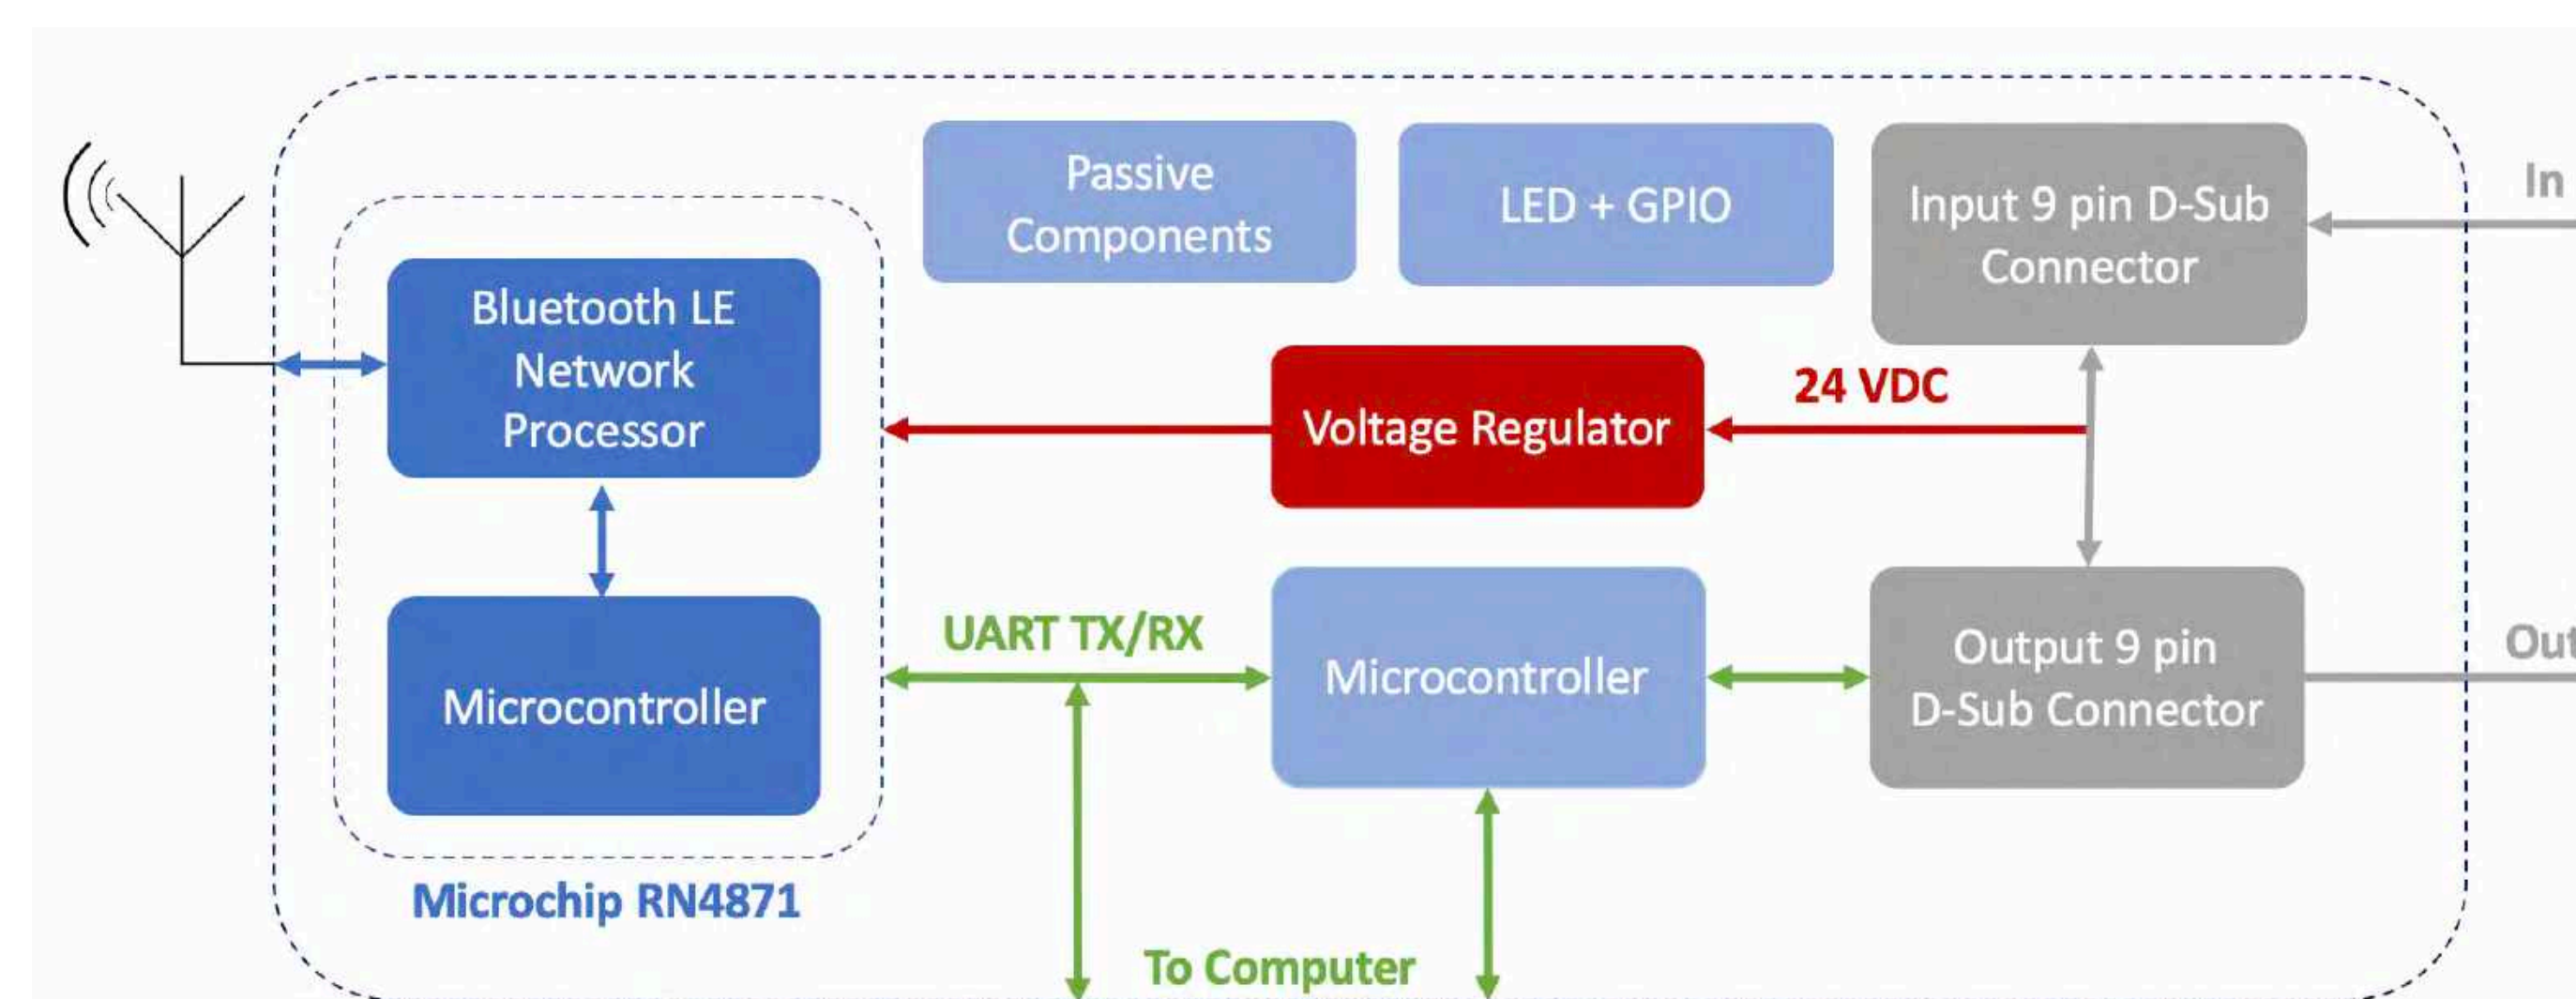 Passive
Components
LED + GPIO
Input 9 pin D-Sub
Connector
In
Bluetooth LE
Network
Processor
Voltage Regulator
24 VDC
Microcontroller
UART TX/RX
Microcontroller
Output 9 pin
D-Sub Connector
Out
Microchip RN4871
To Computer